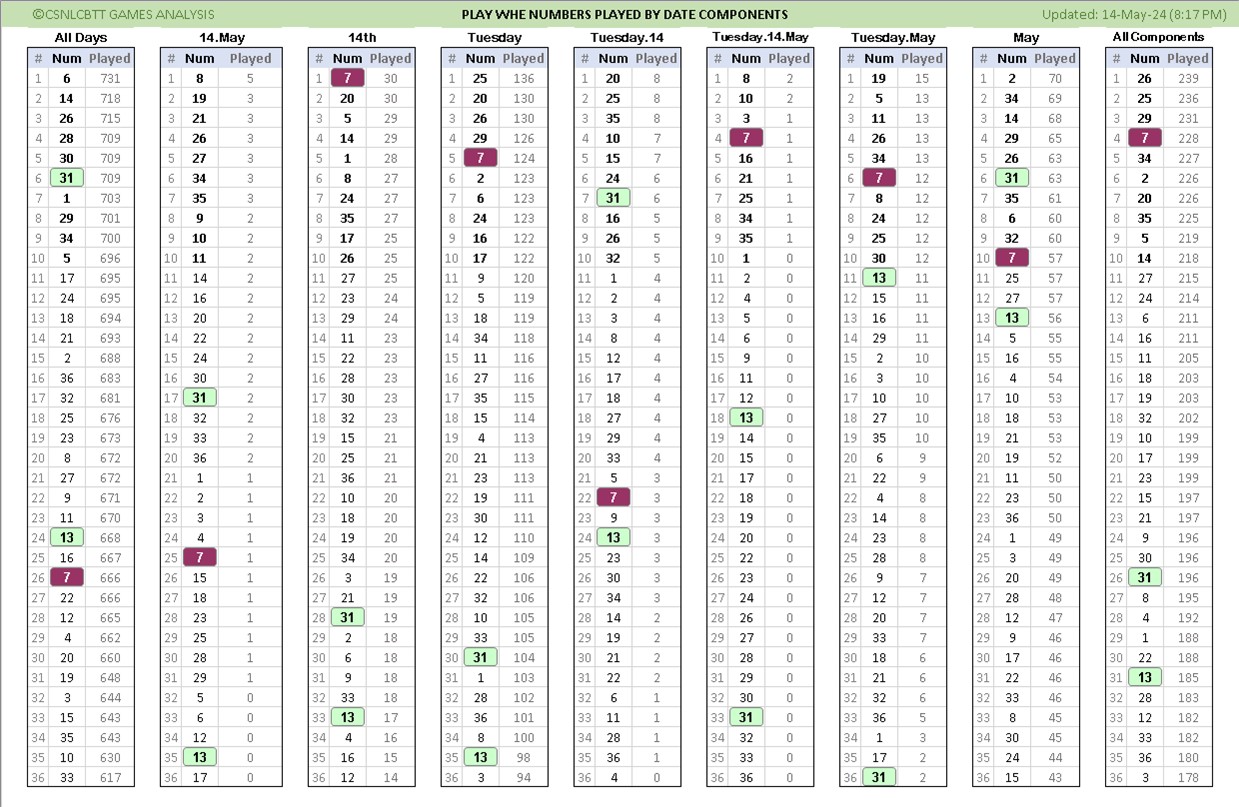 ©CSNLCBTT GAMES ANALYSIS PLAY WHE NUMBERS PLAYED BY DATE COMPONENTS Updated: 14-May-24 (8:17 PM)
All Days 14.May 14th Tuesday Tuesday.14 Tuesday.14.May Tuesday.May May All Components
# Num Played # Num Played # Num Played # Num Played # Num Played # Num Played # Num Played # Num Played # Num Played
1 6 731 1 8 5 1 7 30 1 25 136 1 20 8 1 8 2 1 19 15 1 2 70 1 26 239
2 14 718 2 19 3 2 20 30 2 20 130 2 25 8 2 10 2 2 5 13 2 34 69 2 25 236
3 26 715 3 21 3 3 5 29 3 26 130 3 35 8 3 3 1 3 11 13 3 14 68 3 29 231
4 28 709 4 26 3 4 14 29 4 29 126 4 10 7 4 7 1 4 26 13 4 29 65 4 7 228
5 30 709 5 27 3 5 1 28 5 7 124 5 15 7 5 16 1 5 34 13 5 26 63 5 34 227
6 31 709 6 34 3 6 8 27 6 2 123 6 24 6 6 21 1 6 7 12 6 31 63 6 2 226
7 1 703 7 35 3 7 24 27 7 6 123 7 31 6 7 25 1 7 8 12 7 35 61 7 20 226
8 29 701 8 9 2 8 35 27 8 24 123 8 16 5 8 34 1 8 24 12 8 6 60 8 35 225
9 34 700 9 10 2 9 17 25 9 16 122 9 26 5 9 35 1 9 25 12 9 32 60 9 5 219
10 5 696 10 11 2 10 26 25 10 17 122 10 32 5 10 1 0 10 30 12 10 7 57 10 14 218
11 17 695 11 14 2 11 27 25 11 9 120 11 1 4 11 2 0 11 13 11 11 25 57 11 27 215
12 24 695 12 16 2 12 23 24 12 5 119 12 2 4 12 4 0 12 15 11 12 27 57 12 24 214
13 18 694 13 20 2 13 29 24 13 18 119 13 3 4 13 5 0 13 16 11 13 13 56 13 6 211
14 21 693 14 22 2 14 11 23 14 34 118 14 8 4 14 6 0 14 29 11 14 5 55 14 16 211
15 2 688 15 24 2 15 22 23 15 11 116 15 12 4 15 9 0 15 2 10 15 16 55 15 11 205
16 36 683 16 30 2 16 28 23 16 27 116 16 17 4 16 11 0 16 3 10 16 4 54 16 18 203
17 32 681 17 31 2 17 30 23 17 35 115 17 18 4 17 12 0 17 10 10 17 10 53 17 19 203
18 25 676 18 32 2 18 32 23 18 15 114 18 27 4 18 13 0 18 27 10 18 18 53 18 32 202
19 23 673 19 33 2 19 15 21 19 4 113 19 29 4 19 14 0 19 35 10 19 21 53 19 10 199
20 8 672 20 36 2 20 25 21 20 21 113 20 33 4 20 15 0 20 6 9 20 19 52 20 17 199
21 27 672 21 1 1 21 36 21 21 23 113 21 5 3 21 17 0 21 22 9 21 11 50 21 23 199
22 9 671 22 2 1 22 10 20 22 19 111 22 7 3 22 18 0 22 4 8 22 23 50 22 15 197
23 11 670 23 3 1 23 18 20 23 30 111 23 9 3 23 19 0 23 14 8 23 36 50 23 21 197
24 13 668 24 4 1 24 19 20 24 12 110 24 13 3 24 20 0 24 23 8 24 1 49 24 9 196
25 16 667 25 7 1 25 34 20 25 14 109 25 23 3 25 22 0 25 28 8 25 3 49 25 30 196
26 7 666 26 15 1 26 3 19 26 22 106 26 30 3 26 23 0 26 9 7 26 20 49 26 31 196
27 22 666 27 18 1 27 21 19 27 32 106 27 34 3 27 24 0 27 12 7 27 28 48 27 8 195
28 12 665 28 23 1 28 31 19 28 10 105 28 14 2 28 26 0 28 20 7 28 12 47 28 4 192
29 4 662 29 25 1 29 2 18 29 33 105 29 19 2 29 27 0 29 33 7 29 9 46 29 1 188
30 20 660 30 28 1 30 6 18 30 31 104 30 21 2 30 28 0 30 18 6 30 17 46 30 22 188
31 19 648 31 29 1 31 9 18 31 1 103 31 22 2 31 29 0 31 21 6 31 22 46 31 13 185
32 3 644 32 5 0 32 33 18 32 28 102 32 6 1 32 30 0 32 32 6 32 33 46 32 28 183
33 15 643 33 6 0 33 13 17 33 36 101 33 11 1 33 31 0 33 36 5 33 8 45 33 12 182
34 35 643 34 12 0 34 4 16 34 8 100 34 28 1 34 32 0 34 1 3 34 30 45 34 33 182
35 10 630 35 13 0 35 16 15 35 13 98 35 36 1 35 33 0 35 17 2 35 24 44 35 36 180
36 33 617 36 17 0 36 12 14 36 3 94 36 4 0 36 36 0 36 31 2 36 15 43 36 3 178